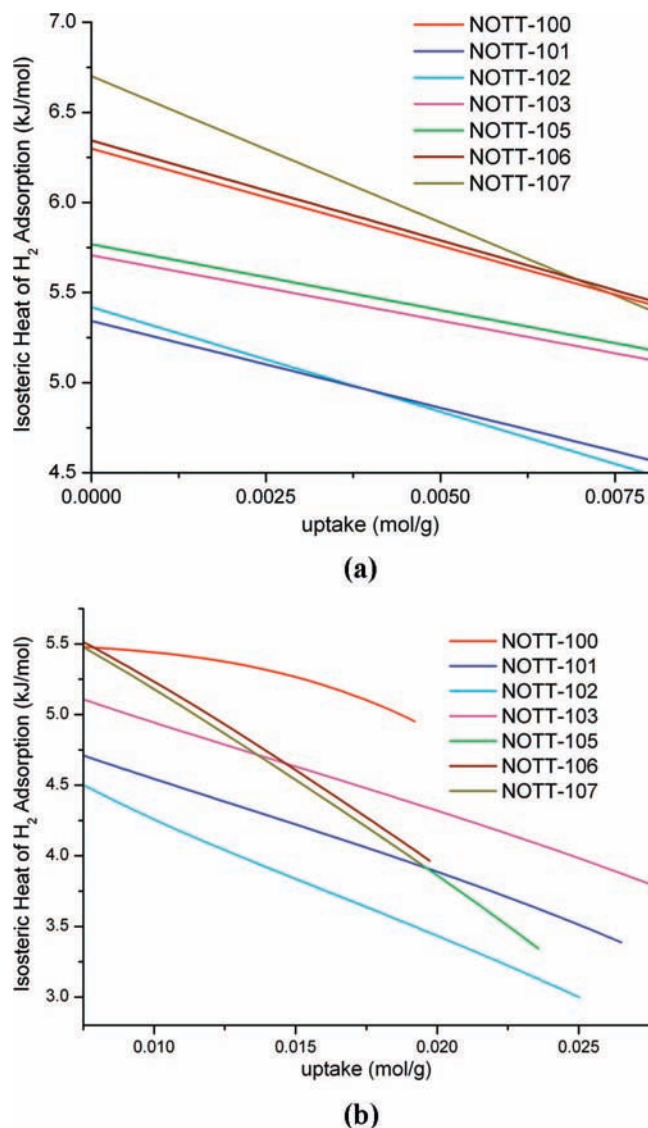 7.0
6.5
6.0
5.5
5.0
4.5
Isosteric Heat of H₂ Adsorption (kJ/mol)
NOTT-100
NOTT-101
NOTT-102
NOTT-103
NOTT-105
NOTT-106
NOTT-107
0.0000
0.0025
0.0050
0.0075
uptake (mol/g)
(a)
5.5
5.0
4.5
4.0
3.5
3.0
Isosteric Heat of H₂ Adsorption (kJ/mol)
NOTT-100
NOTT-101
NOTT-102
NOTT-103
NOTT-105
NOTT-106
NOTT-107
0.010
0.015
0.020
0.025
uptake (mol/g)
(b)